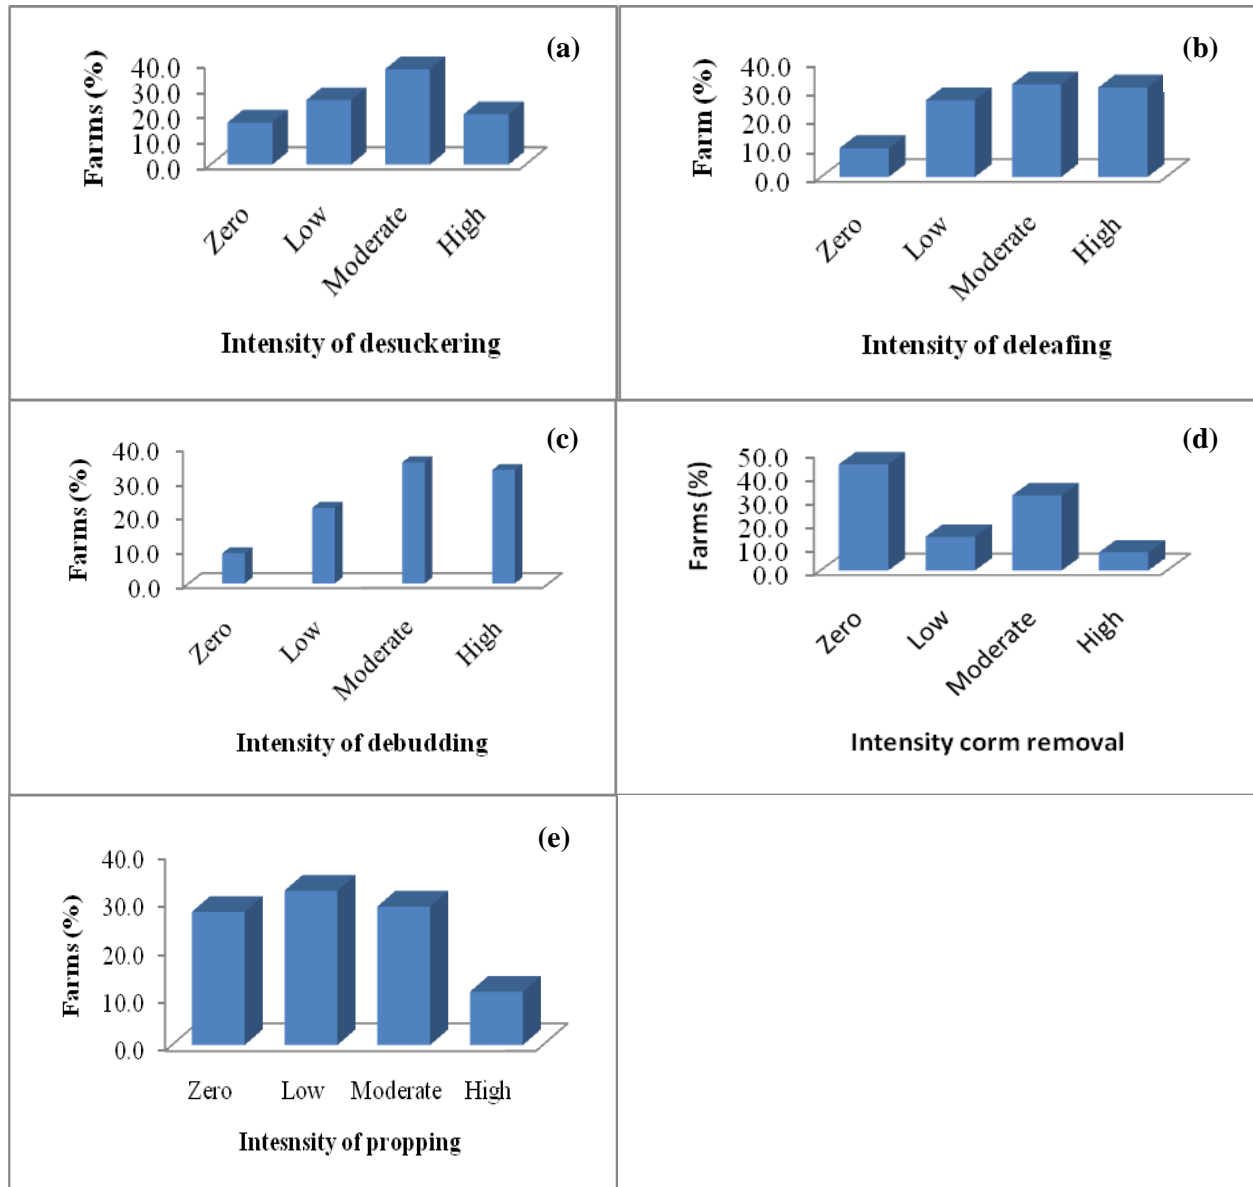 (a)
Farms (%)
40.0
30.0
20.0
10.0
0.0
Zero
Low
Moderate
High
Intensity of desuckering
(b)
Farm (%)
40.0
30.0
20.0
10.0
0.0
Zero
Low
Moderate
High
Intensity of deleafing
(c)
Farms (%)
40.0
30.0
20.0
10.0
0.0
Zero
Low
Moderate
High
Intensity of debudding
(d)
Farms (%)
50.0
40.0
30.0
20.0
10.0
0.0
Zero
Low
Moderate
High
Intensity corm removal
(e)
Farms (%)
40.0
30.0
20.0
10.0
0.0
Zero Low Moderate High
Intesnsity of propping